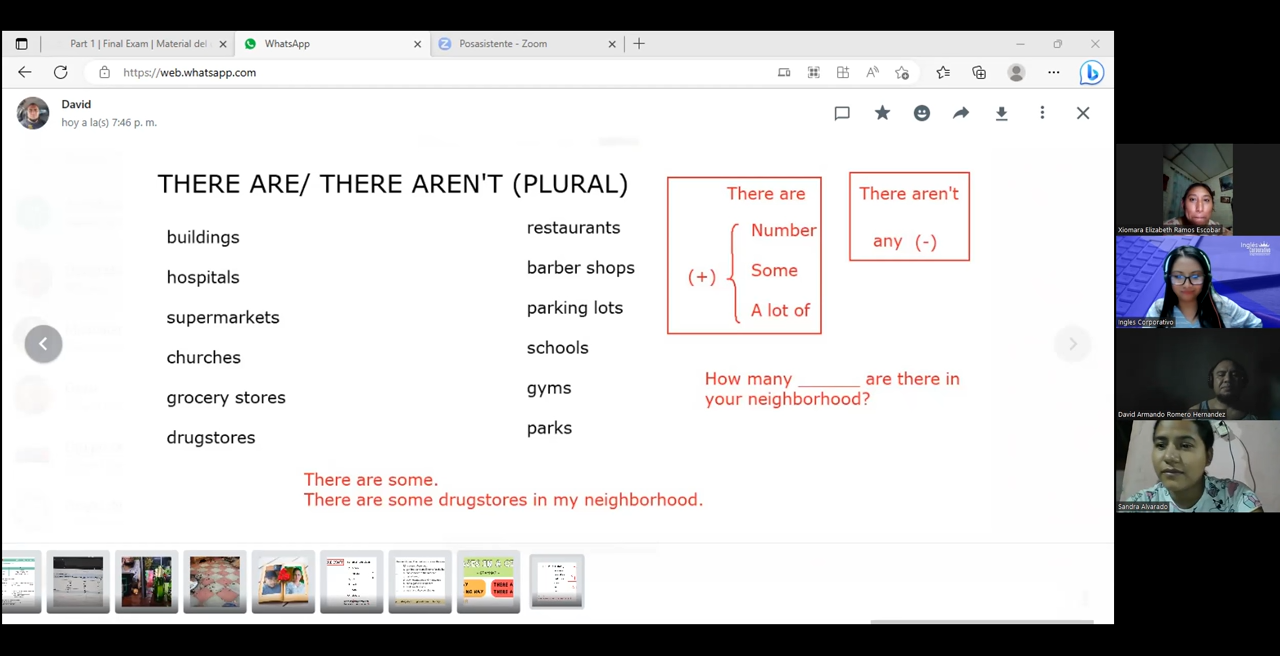 Part 1 | Final Exam | Material del
WhatsApp
Posasistente - Zoom
https://web.whatsapp.com
David
hoy a la(s) 7:46 p. m.
THERE ARE/ THERE AREN'T (PLURAL)
buildings
hospitals
supermarkets
churches
grocery stores
drugstores
restaurants
barber shops
parking lots
schools
gyms
parks
There are
(+)
Number
Some
A lot of
There aren't
any (-)
How many ______ are there in
your neighborhood?
There are some.
There are some drugstores in my neighborhood.
Xiomara Elizabeth Ramos Escobar
Inglés Corporativo
David Armando Romero Hernandez
Sandra Alvarado